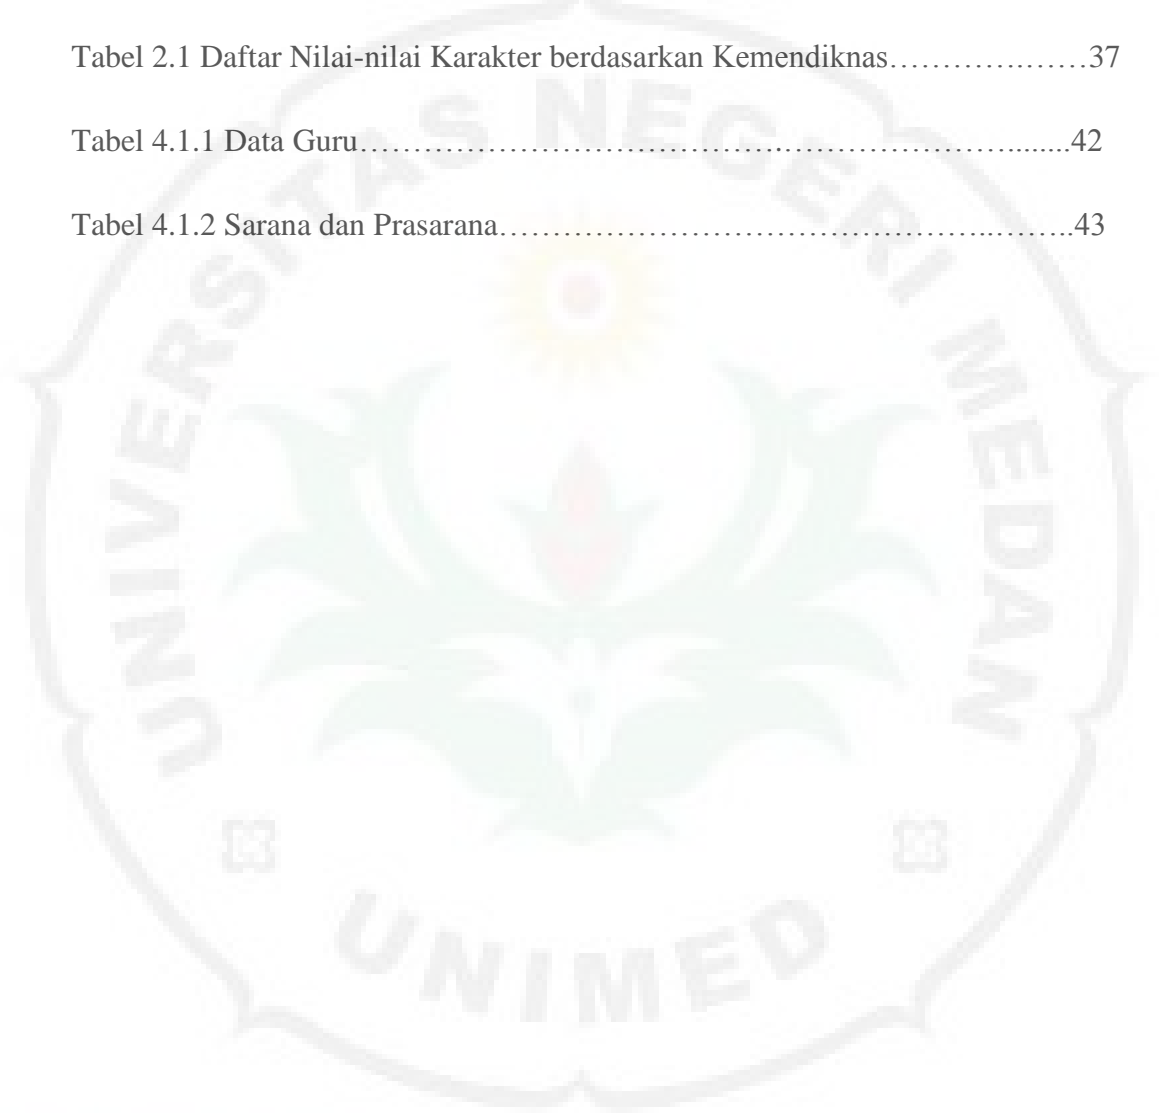 Tabel 2.1 Daftar Nilai-nilai Karakter berdasarkan Kemendiknas………….……37
Tabel 4.1.1 Data Guru………………………………….…………………........42
Tabel 4.1.2 Sarana dan Prasarana……………………………………….……..43
UNIVERSITAS NEGERI MEDAN
UNIMED